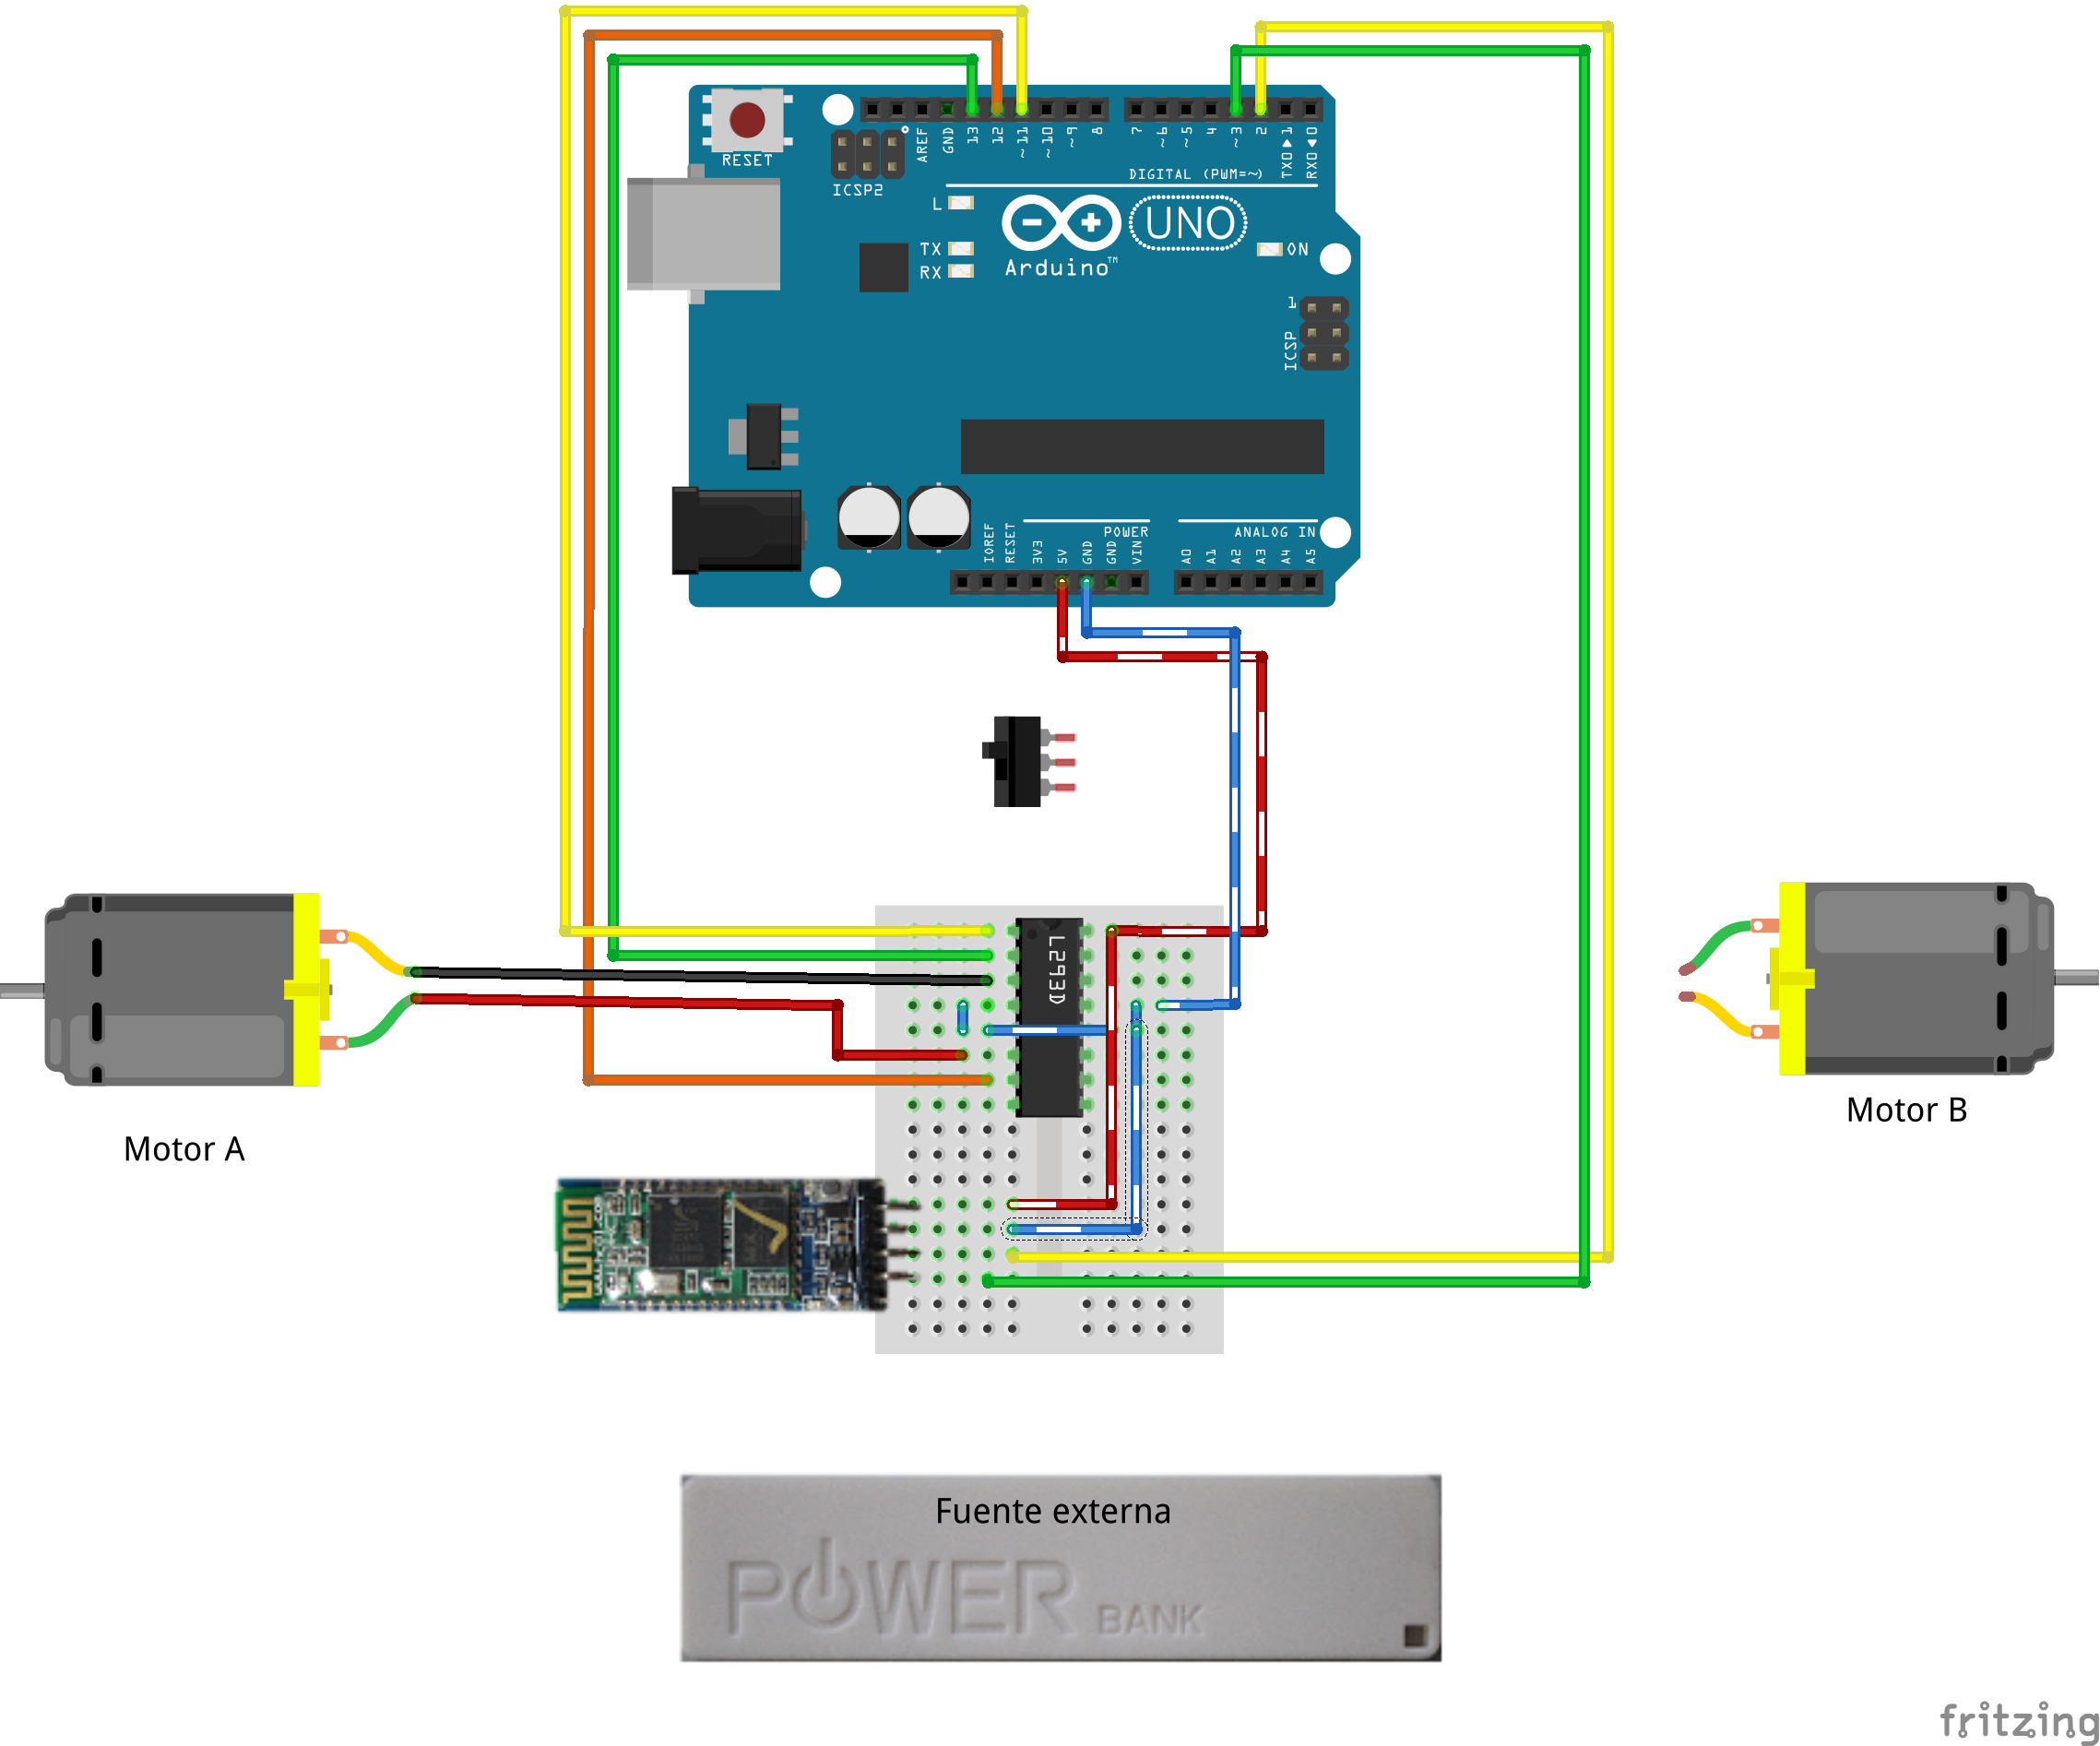 RESET
ICSP2
AREF
GND
13
12
~11
~10
~9
8
7
~6
~5
4
~3
2
TX0▶1
RX0◀0
DIGITAL (PWM=~)
L
TX
RX
UNO
Arduino™
ON
1
ICSP
IOREF
RESET
3V3
5V
GND
GND
VIN
POWER
A0
A1
A2
A3
A4
A5
ANALOG IN
L293D
Motor A
Motor B
Fuente externa
POWER BANK
fritzing